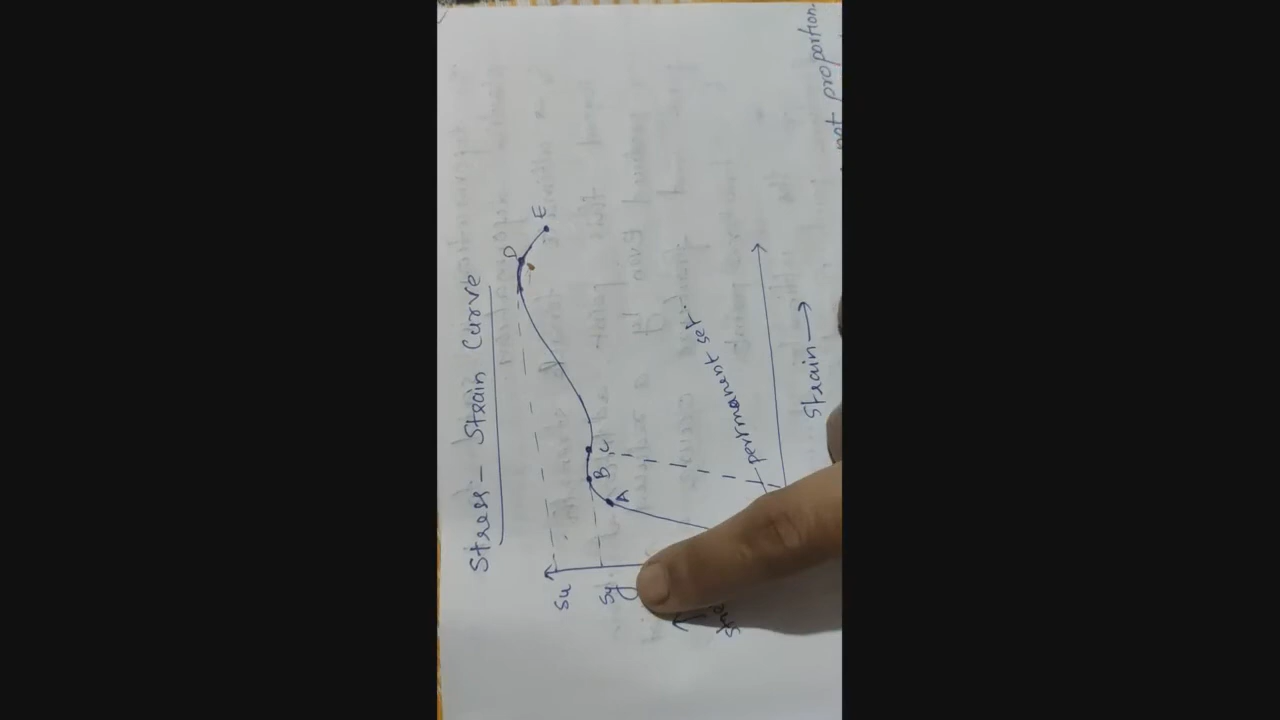 Stress - Strain Curve
Su
D
E
Sy
B
C
A
permanent set.
Strain
not proportion